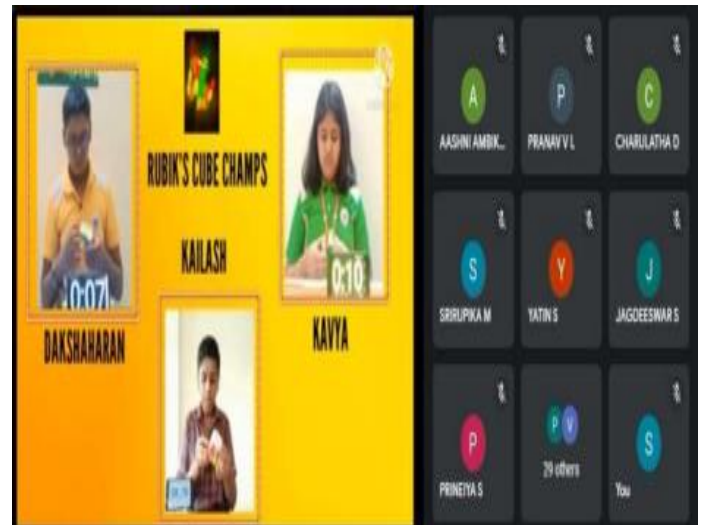 RUBIK'S CUBE CHAMPS
KAILASH
0:07
0:10
DAKSHAHARAN
KAVYA
A
AASHNI AMBIK...
P
PRANAV V L
C
CHARULATHA D
S
SRIRUPIKA M
Y
YATIN S
J
JAGDEESWAR S
P
PRINEIYA S
P V
29 others
S
You